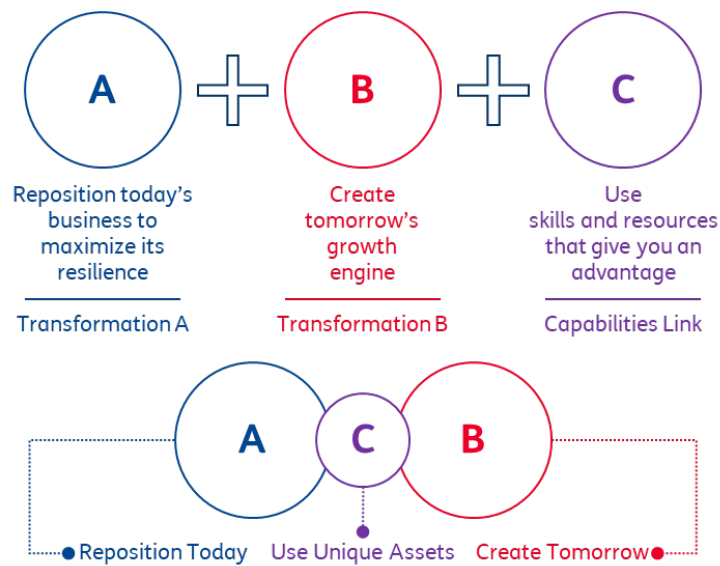 A
B
C
Reposition today's
business to
maximize its
resilience
Transformation A
Create
tomorrow's
growth
engine
Transformation B
Use
skills and resources
that give you an
advantage
Capabilities Link
A
C
B
Reposition Today
Use Unique Assets
Create Tomorrow